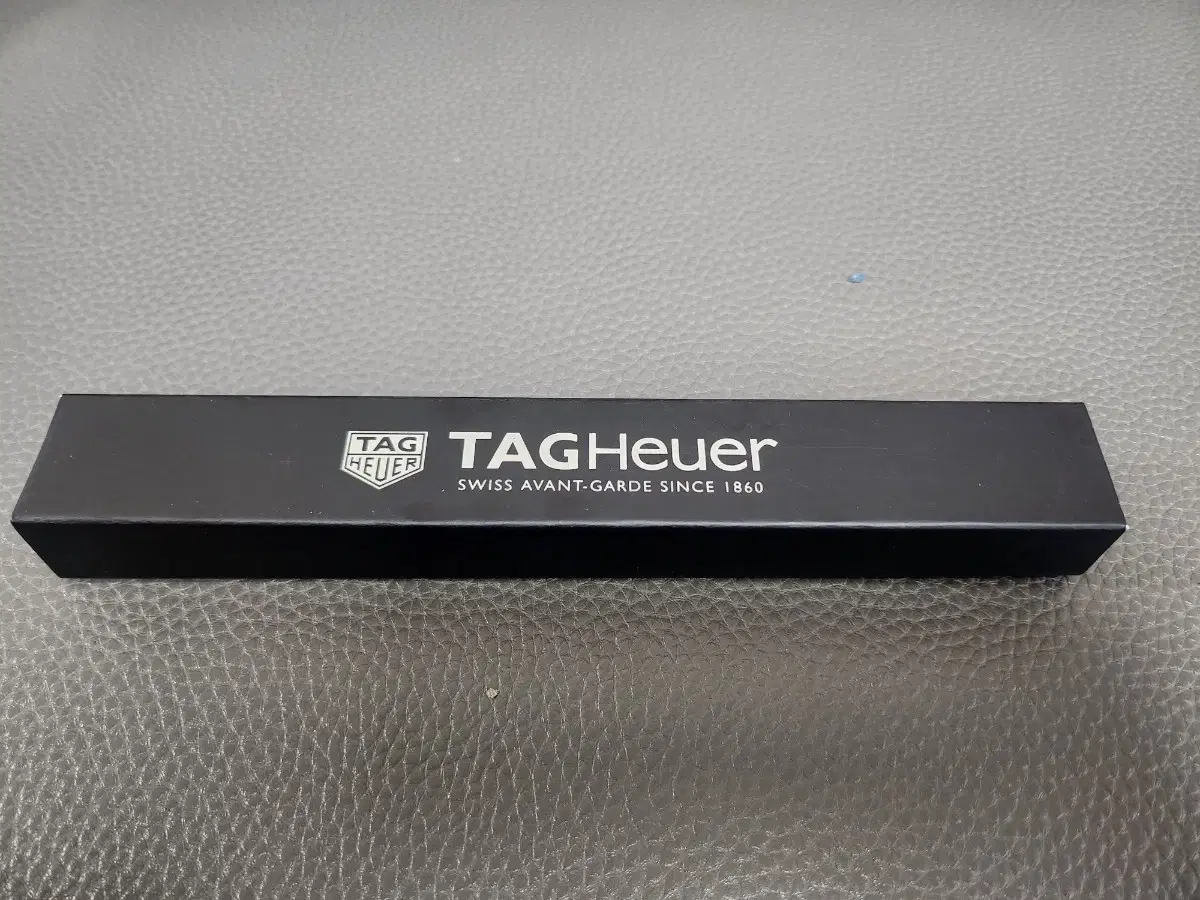 TAG
HEUER
TAGHeuer
SWISS AVANT-GARDE SINCE 1860